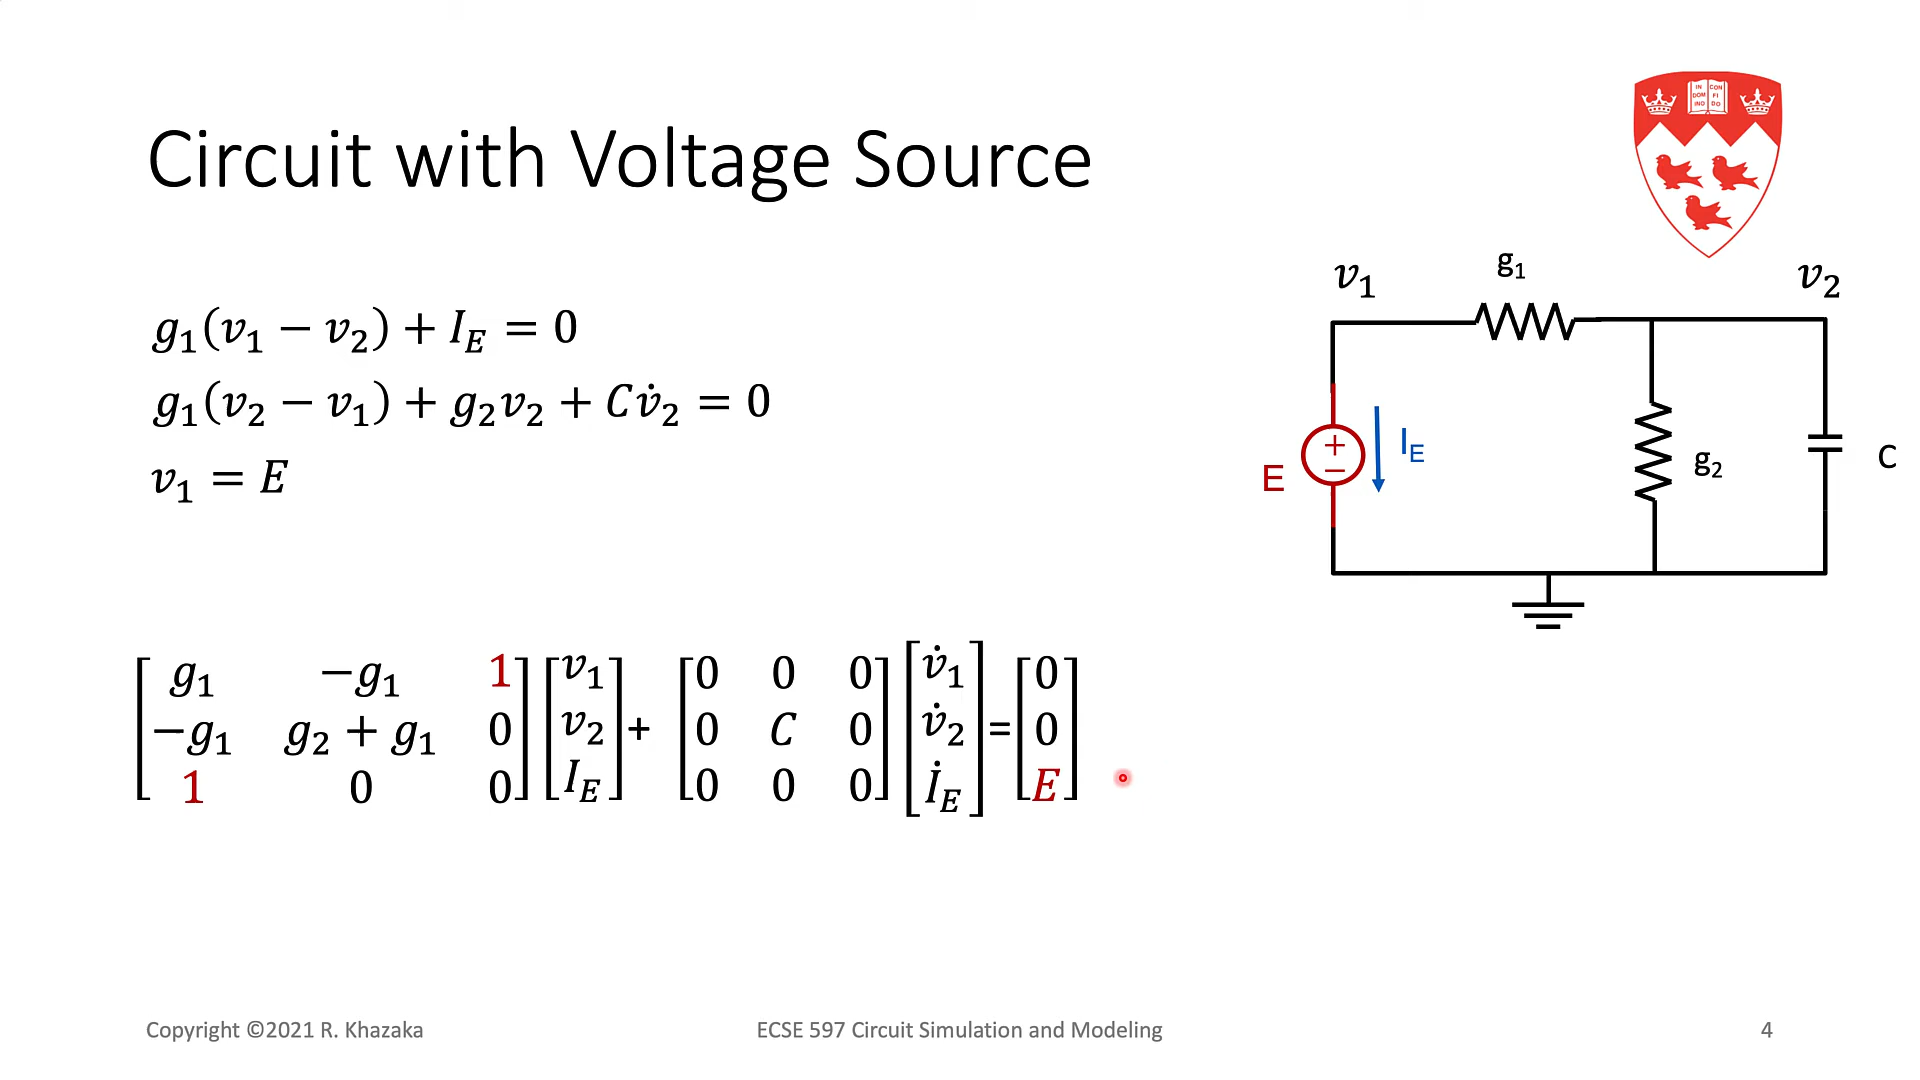 Circuit with Voltage Source
IN DOMINO CONFIDO
g₁(v₁ − v₂) + I_E = 0
g₁(v₂ − v₁) + g₂v₂ + Cv̇₂ = 0
v₁ = E
v₁
g₁
v₂
+
−
E
I_E
g₂
C
[g₁ −g₁ 1] [v₁] [0 0 0] [v̇₁] [0]
[−g₁ g₂ + g₁ 0] [v₂] + [0 C 0] [v̇₂] = [0]
[1 0 0] [I_E] [0 0 0] [İ_E] [E]
Copyright ©2021 R. Khazaka
ECSE 597 Circuit Simulation and Modeling
4